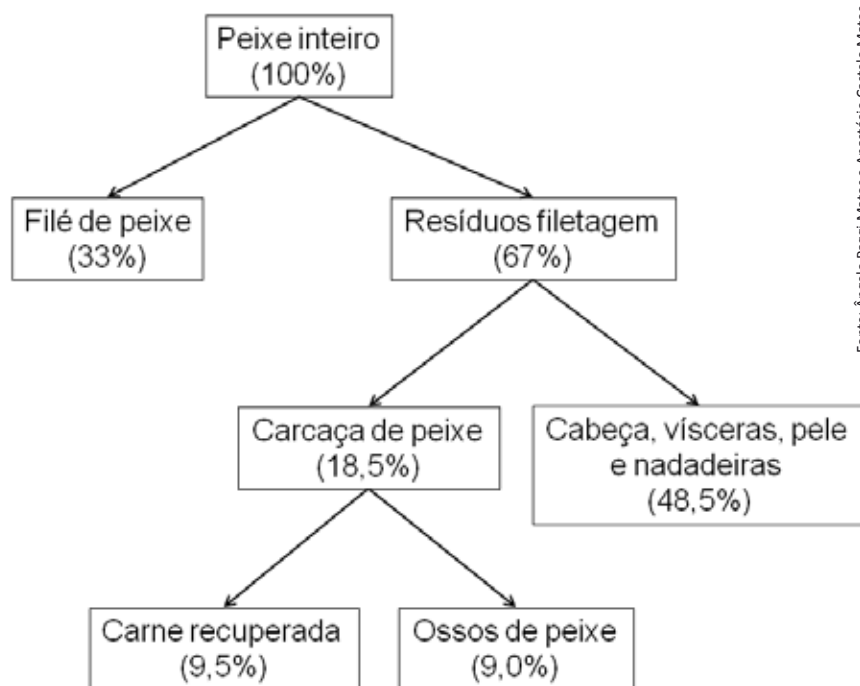 Peixe inteiro
(100%)
Filé de peixe
(33%)
Resíduos filetagem
(67%)
Carcaça de peixe
(18,5%)
Cabeça, vísceras, pele
e nadadeiras
(48,5%)
Carne recuperada
(9,5%)
Ossos de peixe
(9,0%)